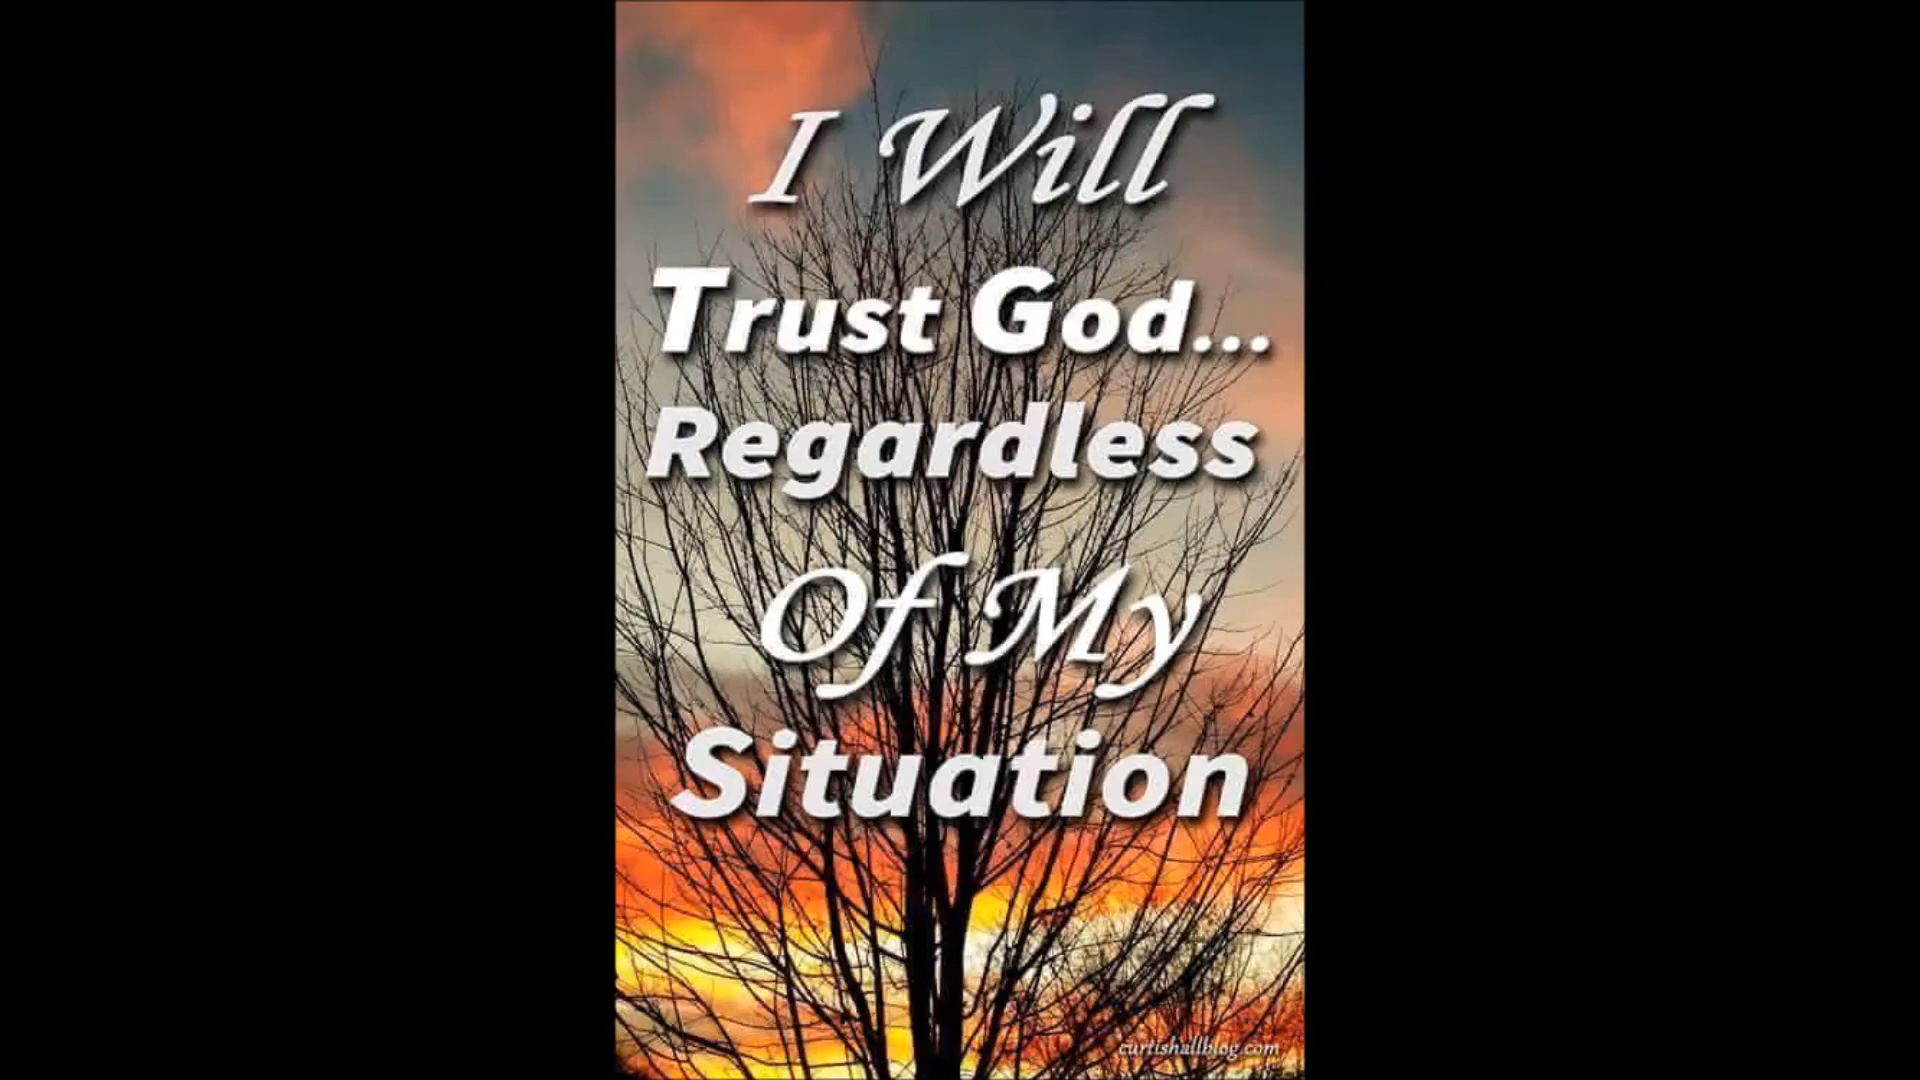 I Will
Trust God...
Regardless
Of My
Situation
curtishallblog.com